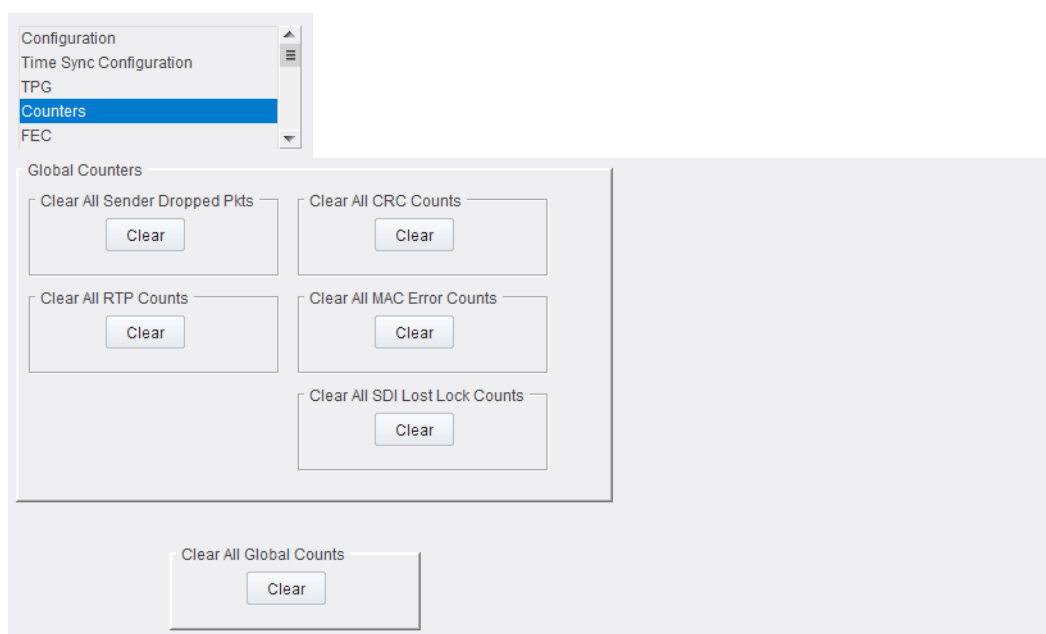 Configuration
Time Sync Configuration
TPG
Counters
FEC
Global Counters
Clear All Sender Dropped Pkts
Clear
Clear All CRC Counts
Clear
Clear All RTP Counts
Clear
Clear All MAC Error Counts
Clear
Clear All SDI Lost Lock Counts
Clear
Clear All Global Counts
Clear